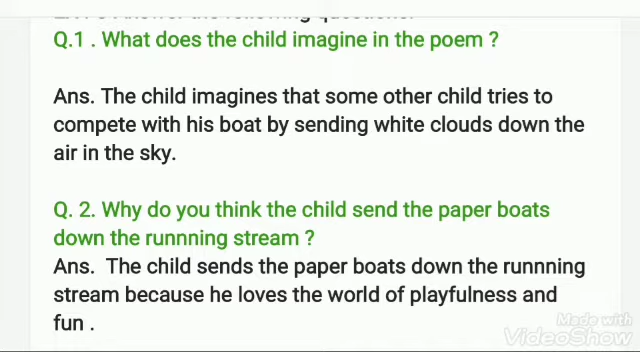 Q.1 . What does the child imagine in the poem ?
Ans. The child imagines that some other child tries to
compete with his boat by sending white clouds down the
air in the sky.
Q. 2. Why do you think the child send the paper boats
down the runnning stream ?
Ans. The child sends the paper boats down the runnning
stream because he loves the world of playfulness and
fun .
Made with
VideoShow